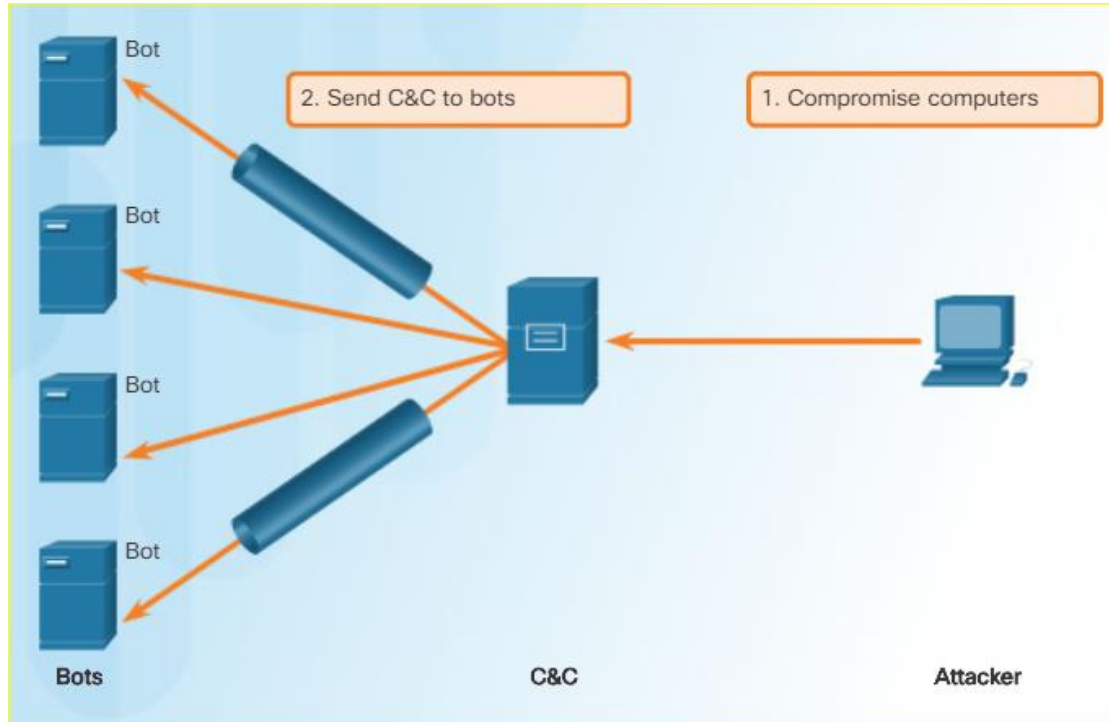 Bot
2. Send C&C to bots
1. Compromise computers
Bot
Bot
Bot
Bots
C&C
Attacker